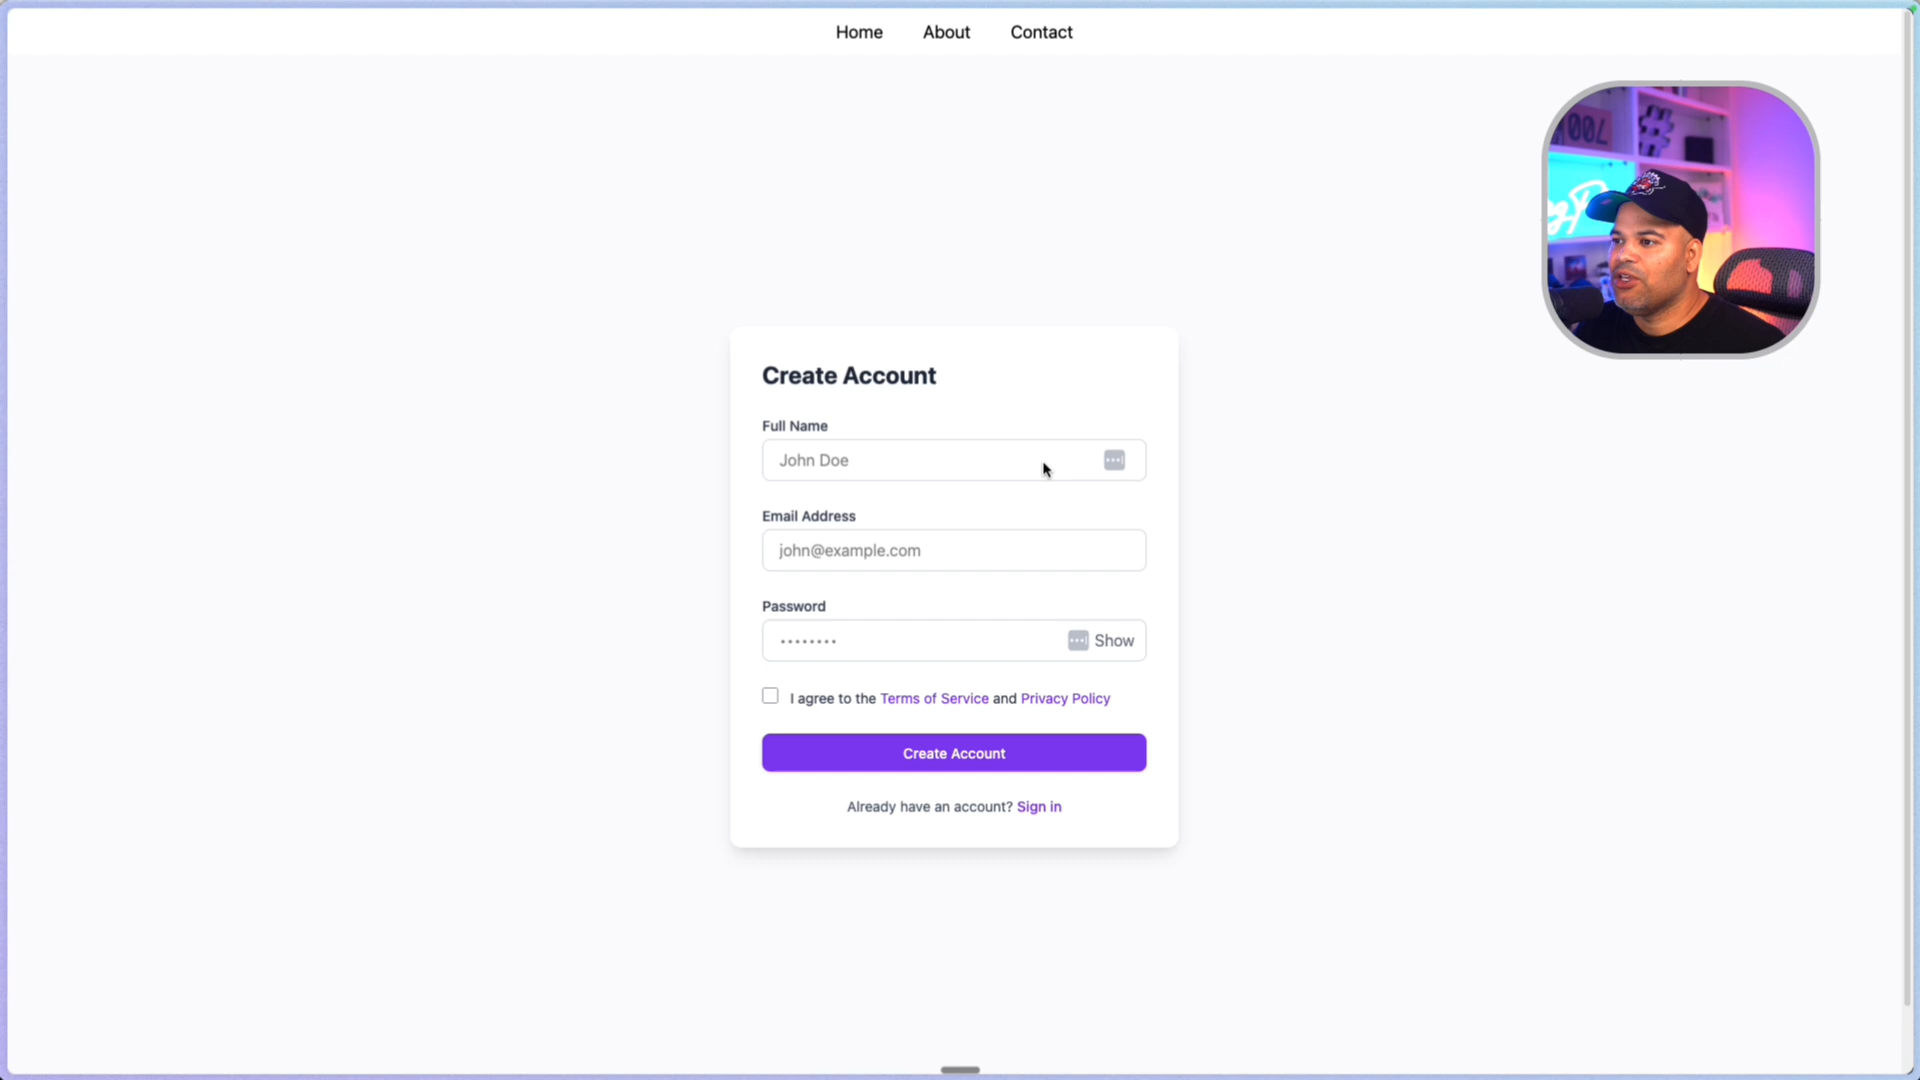 Home About Contact
Create Account
Full Name
John Doe
Email Address
john@example.com
Password
Show
I agree to the Terms of Service and Privacy Policy
Create Account
Already have an account? Sign in